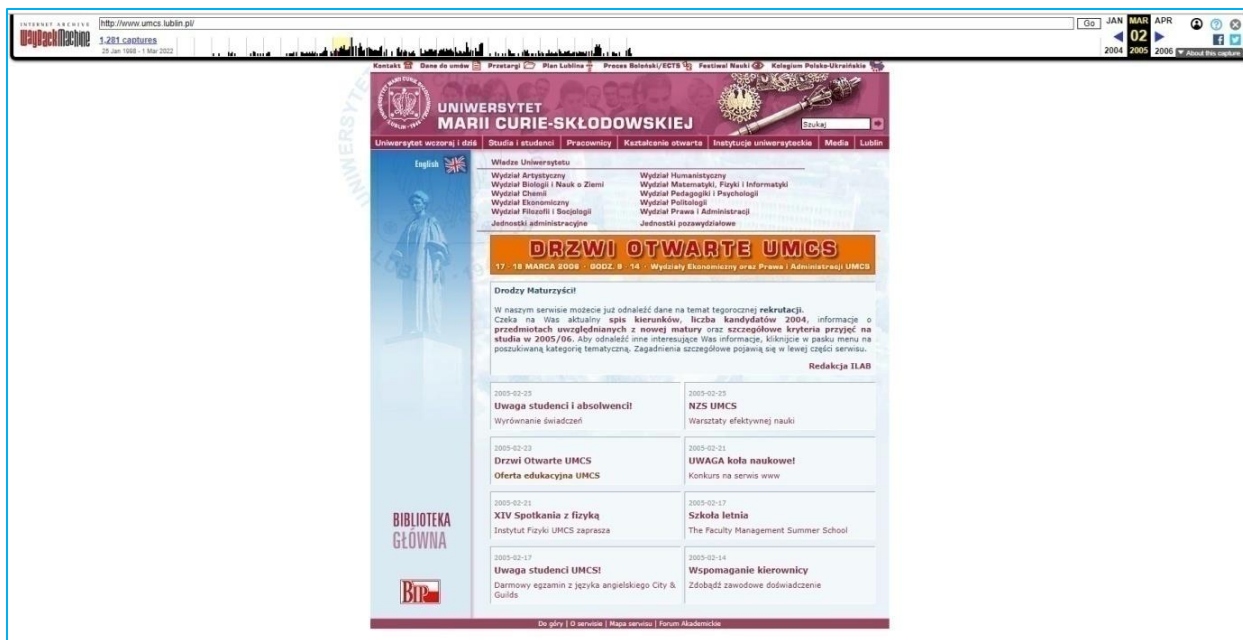 INTERNET ARCHIVE
WayBackMachine
http://www.umcs.lublin.pl/
Go
JAN MAR APR
02
2004 2005 2006
1,281 captures
28 Jan 1998 - 1 Mar 2022
About this capture
Kontakt Dane do umów Przetargi Plan Lublina Proces Boloński/ECTS Festiwal Nauki Kolegium Polsko-Ukraińskie
UNIWERSYTET
MARII CURIE-SKŁODOWSKIEJ
Szukaj
Uniwersytet wczoraj i dziś Studia i studenci Pracownicy Kształcenie otwarte Instytucje uniwersyteckie Media Lublin
English
Władze Uniwersytetu
Wydział Artystyczny
Wydział Biologii i Nauk o Ziemi
Wydział Chemii
Wydział Ekonomiczny
Wydział Filozofii i Socjologii
Jednostki administracyjne
Wydział Humanistyczny
Wydział Matematyki, Fizyki i Informatyki
Wydział Pedagogiki i Psychologii
Wydział Politologii
Wydział Prawa i Administracji
Jednostki pozawydziałowe
DRZWI OTWARTE UMCS
17 - 18 MARCA GODZ. 9 - 14 · Wydziały Ekonomiczny oraz Prawa i Administracji UMCS
Drodzy Maturzyści!
W naszym serwisie możecie już odnaleźć dane na temat tegorocznej rekrutacji.
Czeka na Was aktualny spis kierunków, liczba kandydatów 2004, informacje o
przedmiotach uwzględnianych z nowej matury oraz szczegółowe kryteria przyjęć na
studia w 2005/06. Aby odnaleźć inne interesujące Was informacje, kliknijcie w pasku menu na
poszukiwaną kategorię tematyczną. Zagadnienia szczegółowe pojawią się w lewej części serwisu.
Redakcja ILAB
2005-02-25
Uwaga studenci i absolwenci!
Wyrównanie świadczeń
2005-02-25
NZS UMCS
Warsztaty efektywnej nauki
2005-02-23
Drzwi Otwarte UMCS
Oferta edukacyjna UMCS
2005-02-21
UWAGA koła naukowe!
Konkurs na serwis www
2005-02-21
XIV Spotkania z fizyką
Instytut Fizyki UMCS zaprasza
2005-02-17
Szkoła letnia
The Faculty Management Summer School
2005-02-17
Uwaga studenci UMCS!
Darmowy egzamin z języka angielskiego City &
Guilds
2005-02-14
Wspomaganie kierownicy
Zdobądź zawodowe doświadczenie
BIBLIOTEKA
GŁÓWNA
BIP
Do góry | O serwisie | Mapa serwisu | Forum Akademickie